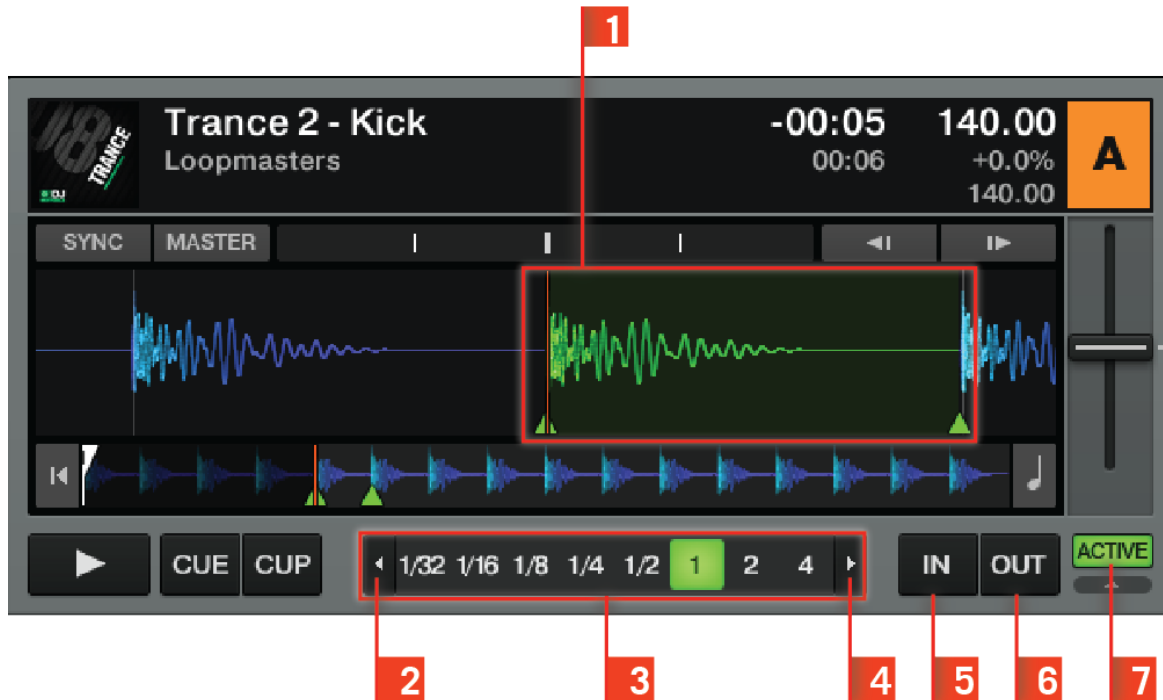 1
Trance 2 - Kick -00:05 140.00
Loopmasters 00:06 +0.0%
140.00
A
TRANCE
DJ
SYNC MASTER
CUE CUP 1/32 1/16 1/8 1/4 1/2 1 2 4 IN OUT ACTIVE
2 3 4 5 6 7